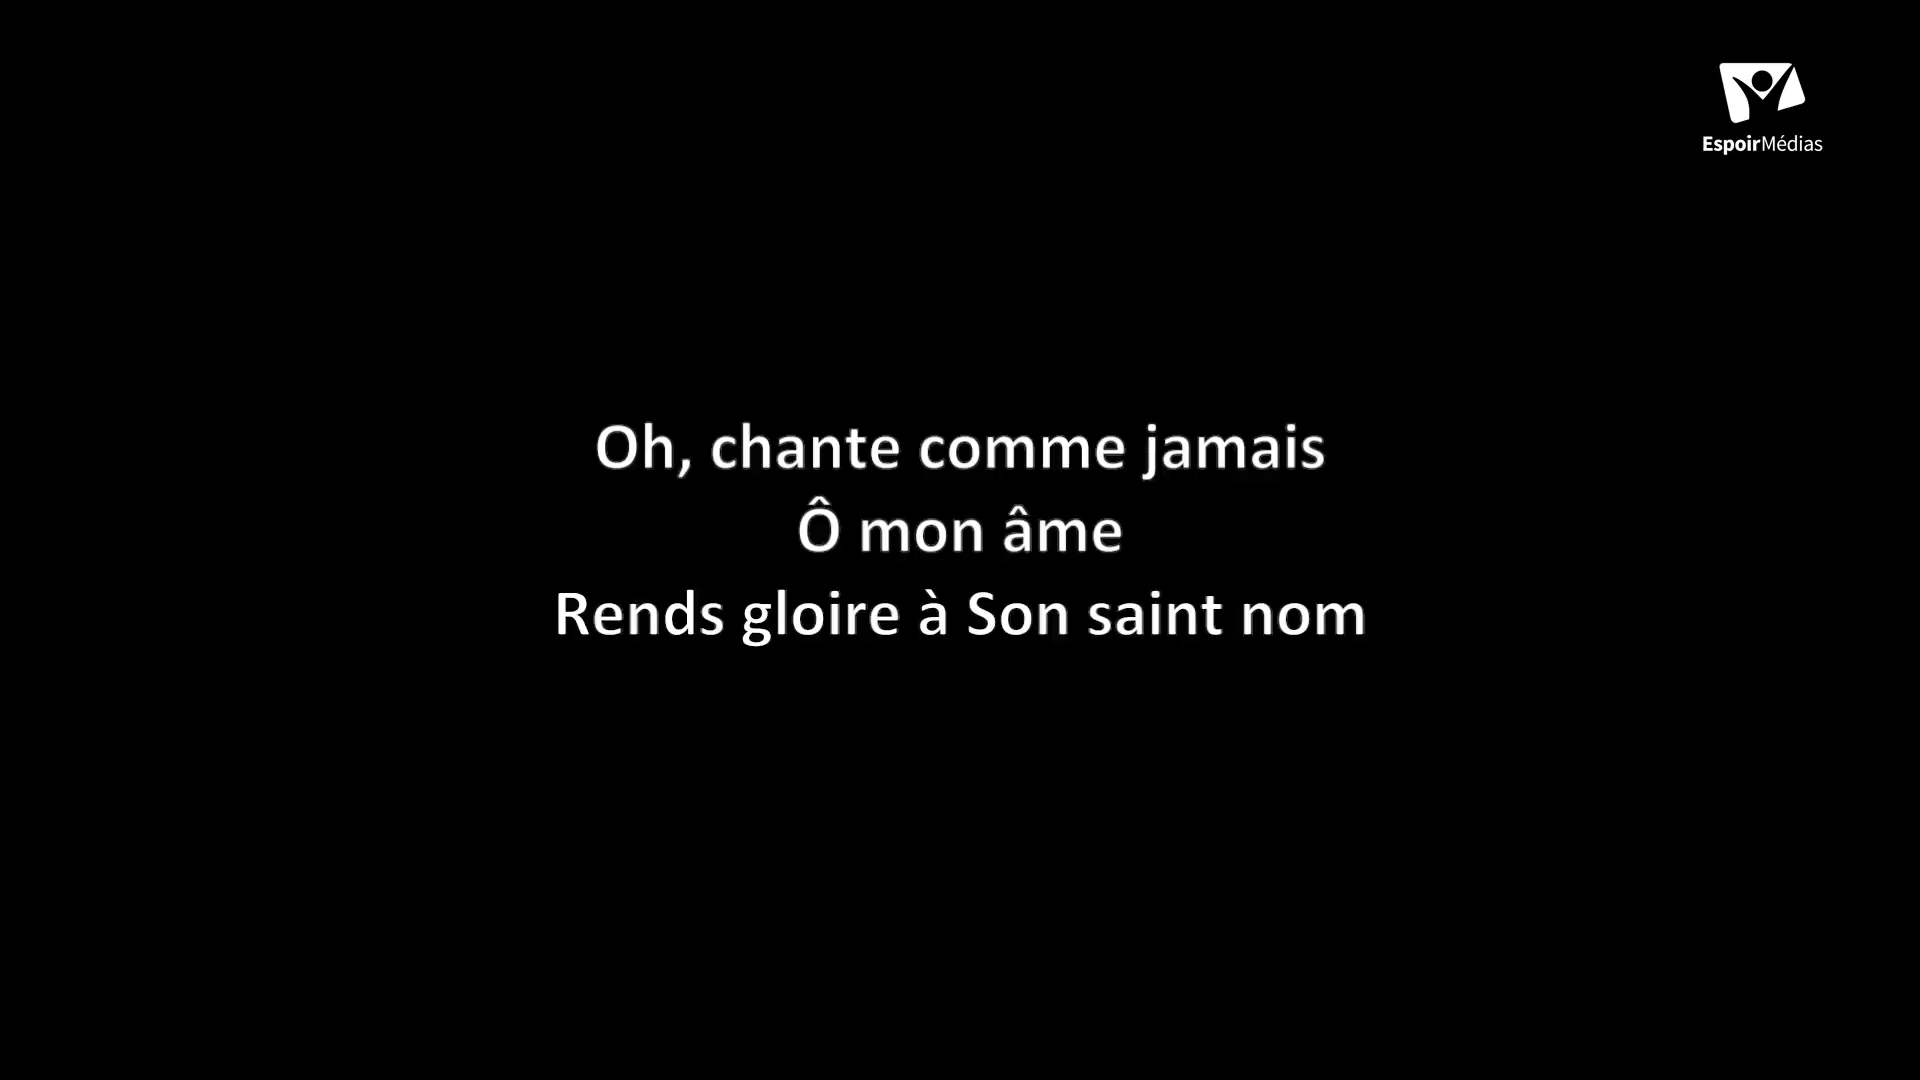 EspoirMédias
Oh, chante comme jamais
Ô mon âme
Rends gloire à Son saint nom